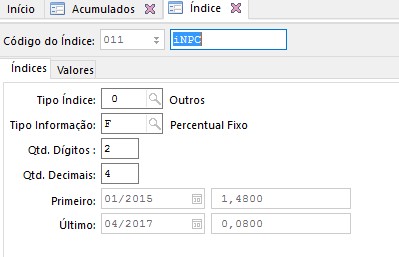 Início Acumulados Índice
Código do Índice: 011 iNPC
Índices Valores
Tipo Índice: 0 Outros
Tipo Informação: F Percentual Fixo
Qtd. Dígitos : 2
Qtd. Decimais: 4
Primeiro: 01/2015 1,4800
Último: 04/2017 0,0800